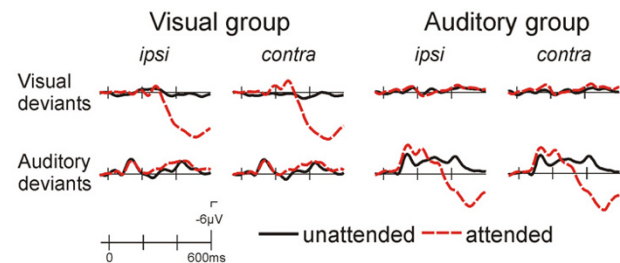 Visual group Auditory group
ipsi contra ipsi contra
Visual
deviants
Auditory
deviants
-6μV
0 600ms
unattended attended